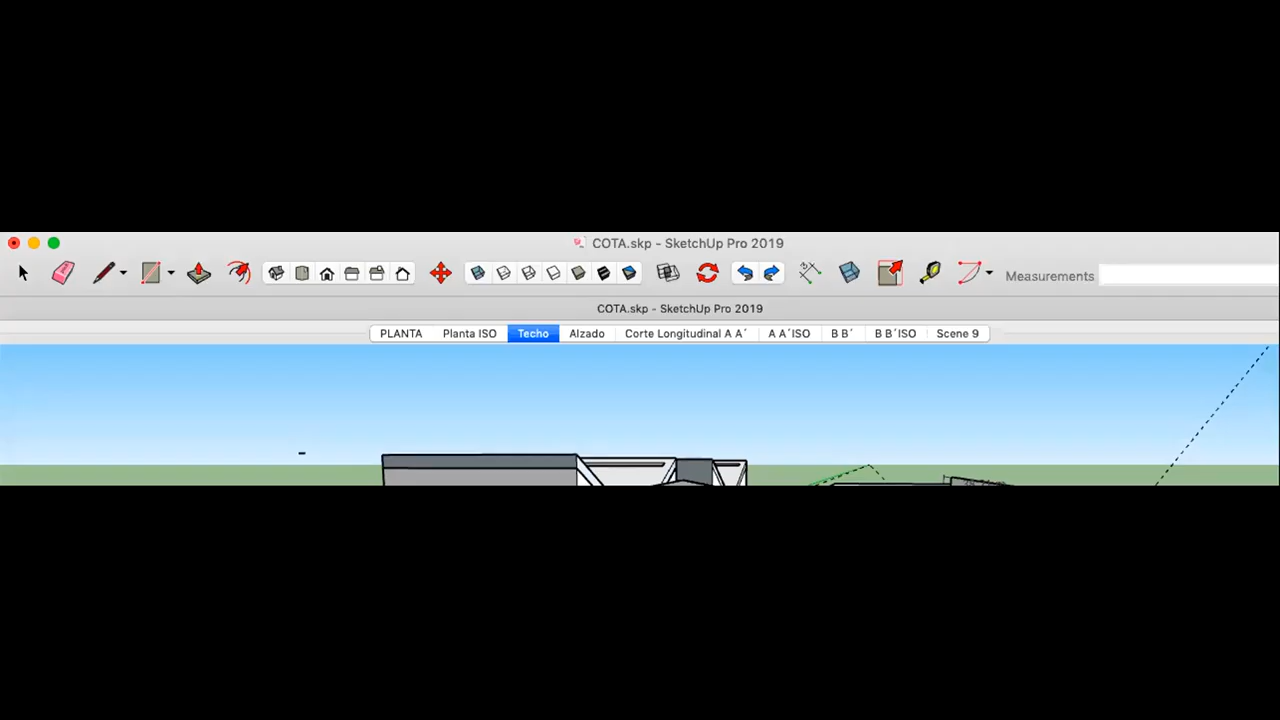 COTA.skp - SketchUp Pro 2019
Measurements
COTA.skp - SketchUp Pro 2019
PLANTA Planta ISO Techo Alzado Corte Longitudinal A A´ A A´ISO B B´ B B´ISO Scene 9